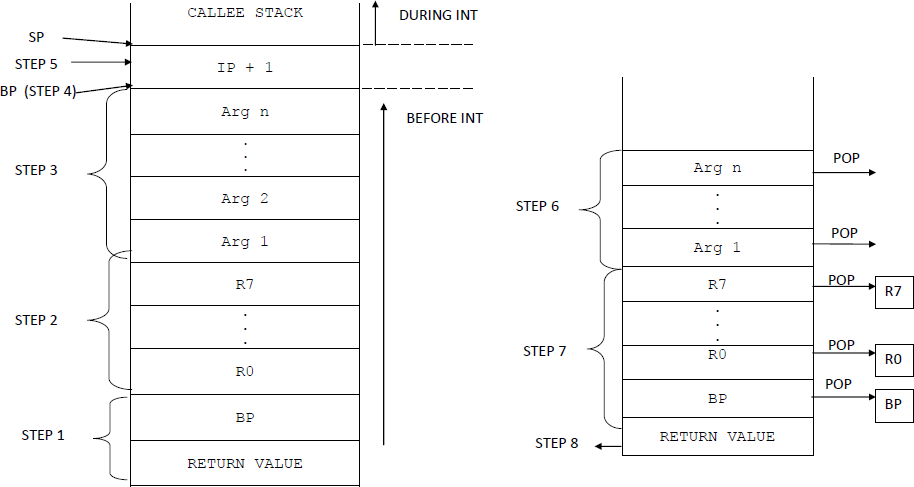 CALLEE STACK
DURING INT
SP
STEP 5
IP + 1
BP (STEP 4)
Arg n
BEFORE INT
.
.
.
STEP 3
Arg 2
Arg 1
R7
STEP 2
.
.
.
R0
BP
STEP 1
RETURN VALUE
Arg n
POP
STEP 6
.
.
.
Arg 1
POP
R7
POP
R7
.
.
.
STEP 7
R0
POP
R0
BP
POP
BP
RETURN VALUE
STEP 8